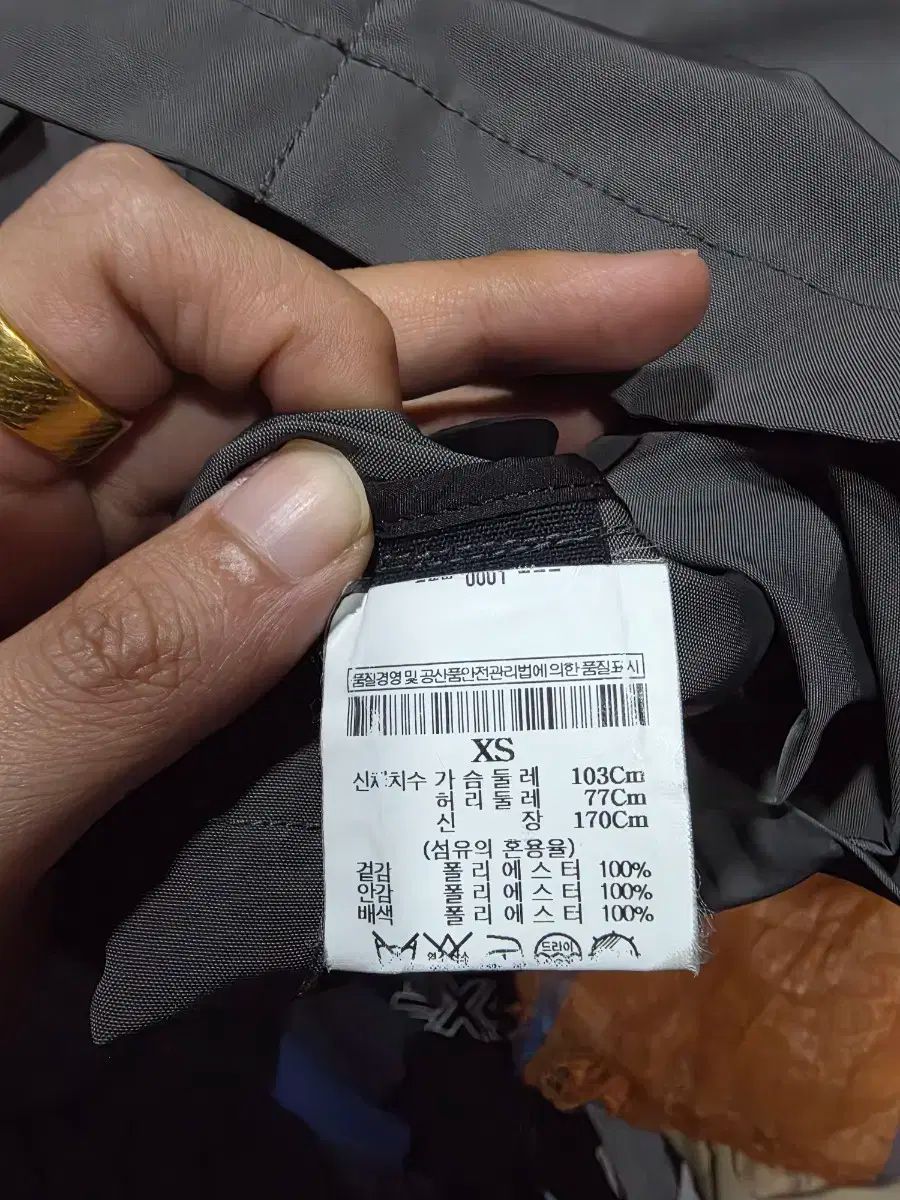 품질경영 및 공산품안전관리법에 의한 품질표시
XS
신체치수 가 슴 둘 레 103Cm
허 리 둘 레 77Cm
신 장 170Cm
(섬유의 혼용율)
겉감 폴 리 에 스 터 100%
안감 폴 리 에 스 터 100%
배색 폴 리 에 스 터 100%
드라이